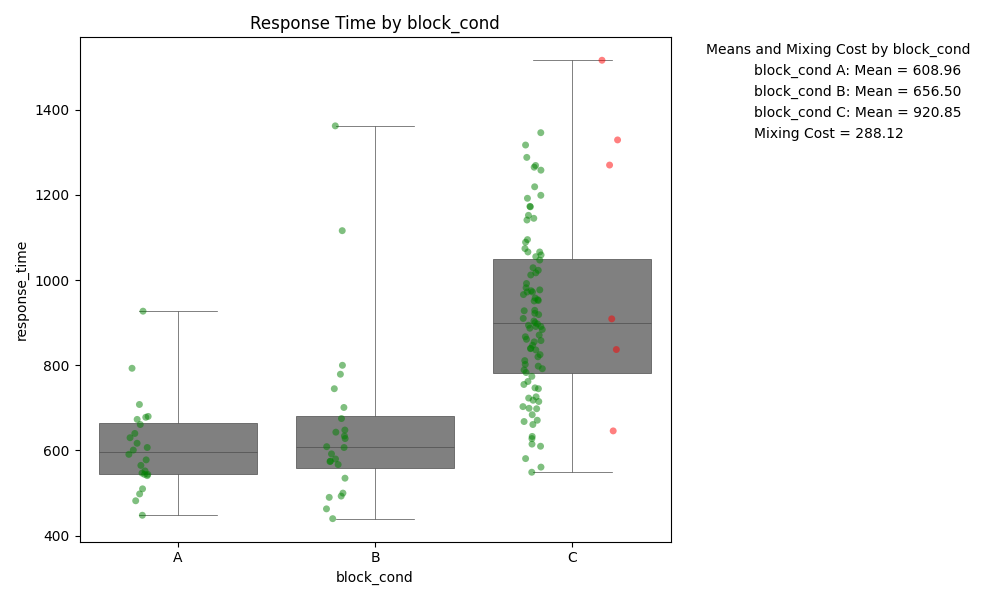 Response Time by block_cond
Means and Mixing Cost by block_cond
block_cond A: Mean = 608.96
block_cond B: Mean = 656.50
block_cond C: Mean = 920.85
Mixing Cost = 288.12
response_time
1400
1200
1000
800
600
400
A
B
C
block_cond